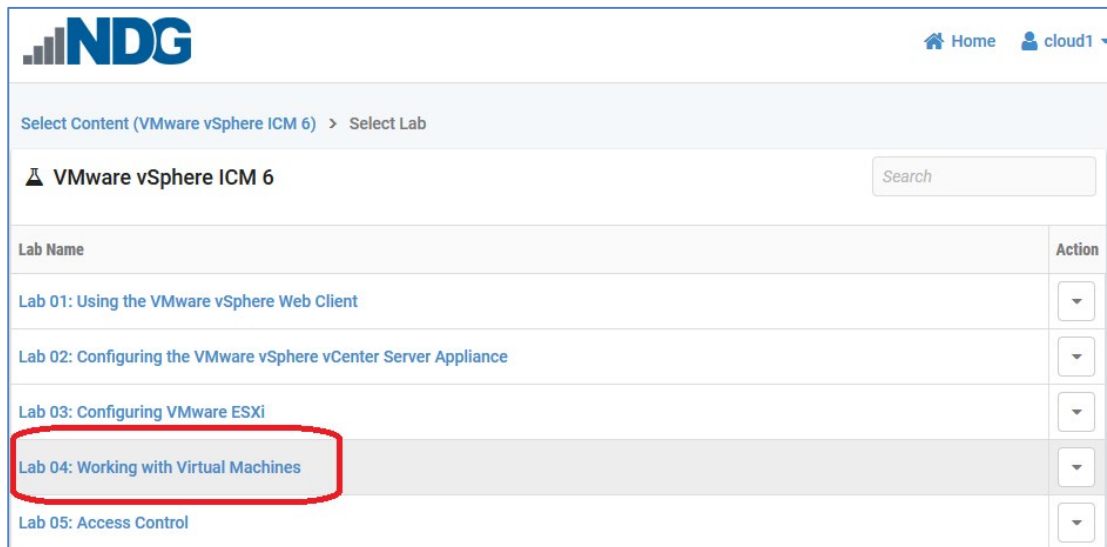 NDG
Home cloud1
Select Content (VMware vSphere ICM 6) > Select Lab
VMware vSphere ICM 6
Search
Lab Name Action
Lab 01: Using the VMware vSphere Web Client
Lab 02: Configuring the VMware vSphere vCenter Server Appliance
Lab 03: Configuring VMware ESXi
Lab 04: Working with Virtual Machines
Lab 05: Access Control